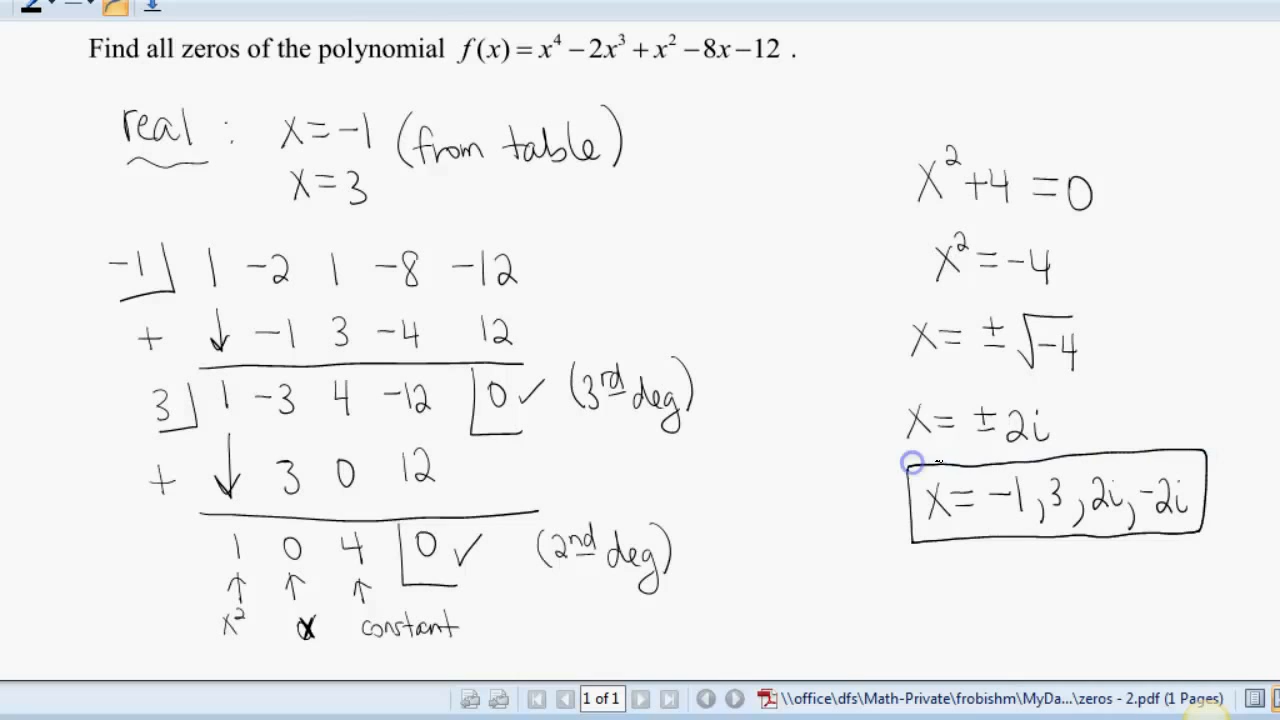 Find all zeros of the polynomial f(x) = x⁴ − 2x³ + x² − 8x − 12 .
real : x = −1 (from table)
x = 3
−1 1 −2 1 −8 −12
+ ↓ −1 3 −4 12
3 1 −3 4 −12 0 ✓ (3rd deg)
+ ↓ 3 0 12
1 0 4 0 ✓ (2nd deg)
↑ ↑ ↑
x² x constant
x² + 4 = 0
x² = −4
x = ± √−4
x = ± 2i
x = −1, 3, 2i, −2i
1 of 1
\\office\dfs\Math-Private\frobishm\MyDa...\zeros - 2.pdf (1 Pages)